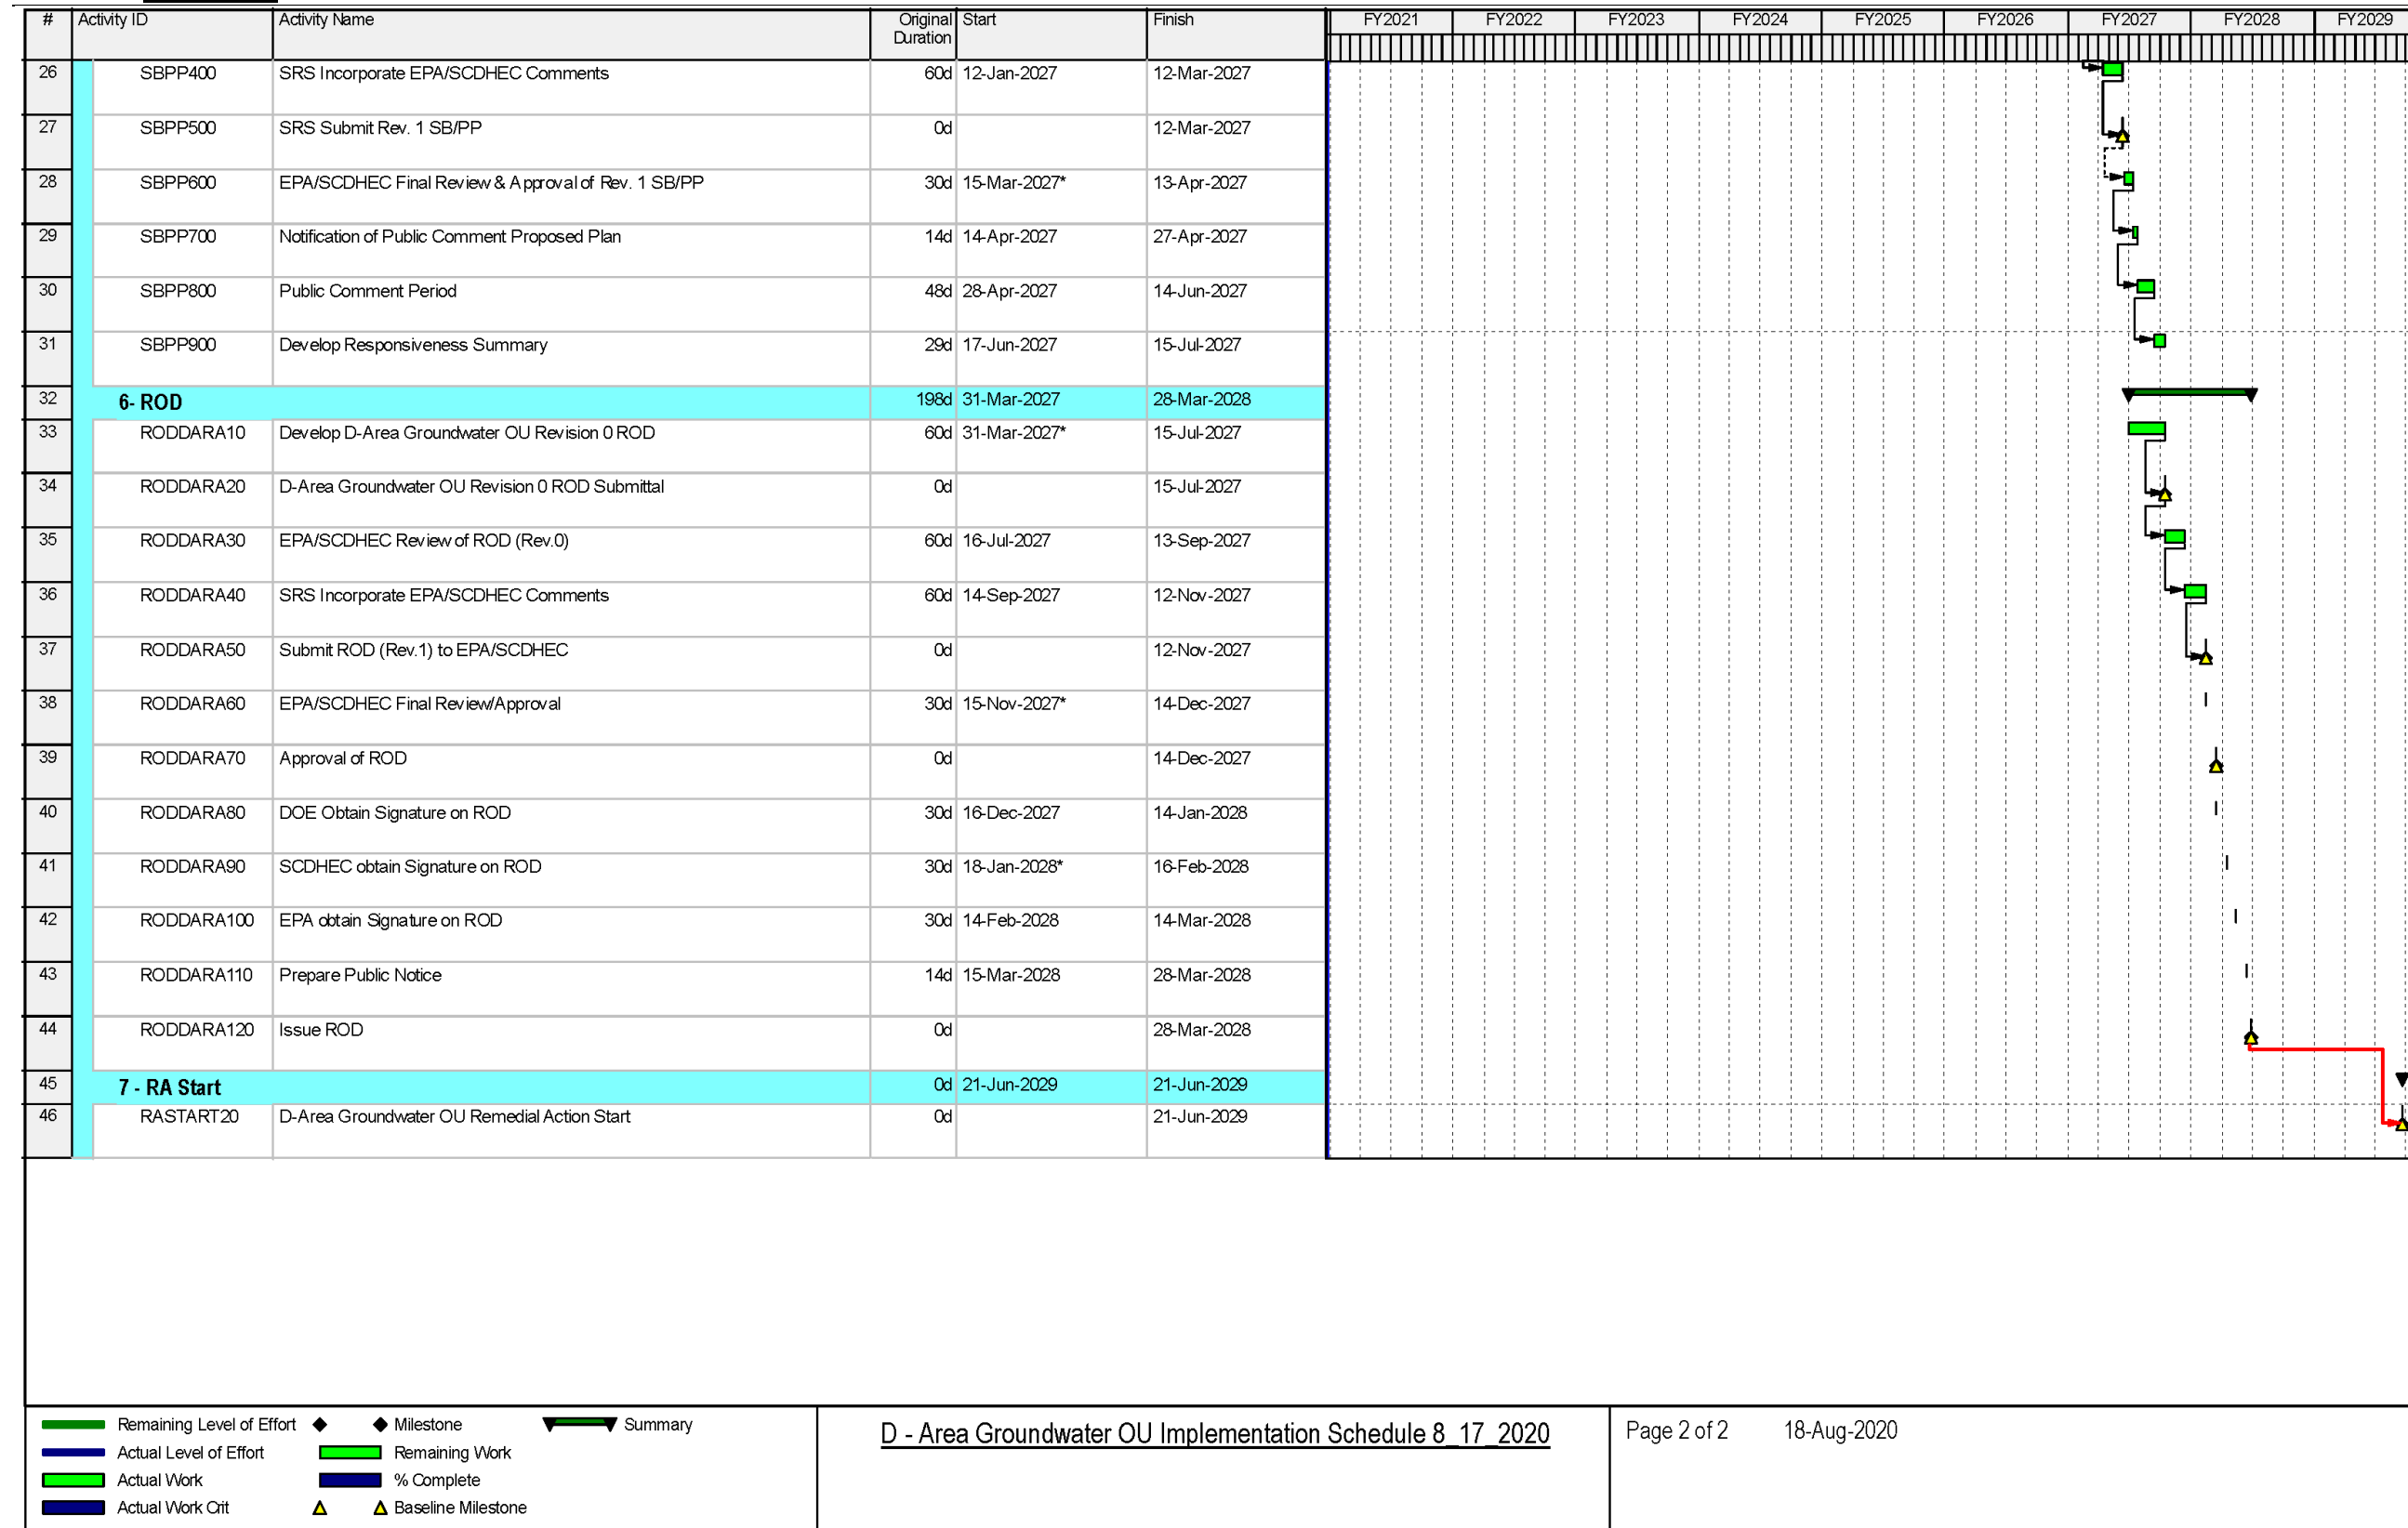 # Activity ID Activity Name Original Duration Start Finish FY2021 FY2022 FY2023 FY2024 FY2025 FY2026 FY2027 FY2028 FY2029
26 SBPP400 SRS Incorporate EPA/SCDHEC Comments 60d 12-Jan-2027 12-Mar-2027
27 SBPP500 SRS Submit Rev. 1 SB/PP 0d 12-Mar-2027
28 SBPP600 EPA/SCDHEC Final Review & Approval of Rev. 1 SB/PP 30d 15-Mar-2027* 13-Apr-2027
29 SBPP700 Notification of Public Comment Proposed Plan 14d 14-Apr-2027 27-Apr-2027
30 SBPP800 Public Comment Period 48d 28-Apr-2027 14-Jun-2027
31 SBPP900 Develop Responsiveness Summary 29d 17-Jun-2027 15-Jul-2027
32 6- ROD 198d 31-Mar-2027 28-Mar-2028
33 RODDARA10 Develop D-Area Groundwater OU Revision 0 ROD 60d 31-Mar-2027* 15-Jul-2027
34 RODDARA20 D-Area Groundwater OU Revision 0 ROD Submittal 0d 15-Jul-2027
35 RODDARA30 EPA/SCDHEC Review of ROD (Rev.0) 60d 16-Jul-2027 13-Sep-2027
36 RODDARA40 SRS Incorporate EPA/SCDHEC Comments 60d 14-Sep-2027 12-Nov-2027
37 RODDARA50 Submit ROD (Rev.1) to EPA/SCDHEC 0d 12-Nov-2027
38 RODDARA60 EPA/SCDHEC Final Review/Approval 30d 15-Nov-2027* 14-Dec-2027
39 RODDARA70 Approval of ROD 0d 14-Dec-2027
40 RODDARA80 DOE Obtain Signature on ROD 30d 16-Dec-2027 14-Jan-2028
41 RODDARA90 SCDHEC obtain Signature on ROD 30d 18-Jan-2028* 16-Feb-2028
42 RODDARA100 EPA obtain Signature on ROD 30d 14-Feb-2028 14-Mar-2028
43 RODDARA110 Prepare Public Notice 14d 15-Mar-2028 28-Mar-2028
44 RODDARA120 Issue ROD 0d 28-Mar-2028
45 7 - RA Start 0d 21-Jun-2029 21-Jun-2029
46 RASTART20 D-Area Groundwater OU Remedial Action Start 0d 21-Jun-2029
Remaining Level of Effort Milestone Summary
Actual Level of Effort Remaining Work
Actual Work % Complete
Actual Work Crit Baseline Milestone
D - Area Groundwater OU Implementation Schedule 8_17_2020
Page 2 of 2 18-Aug-2020